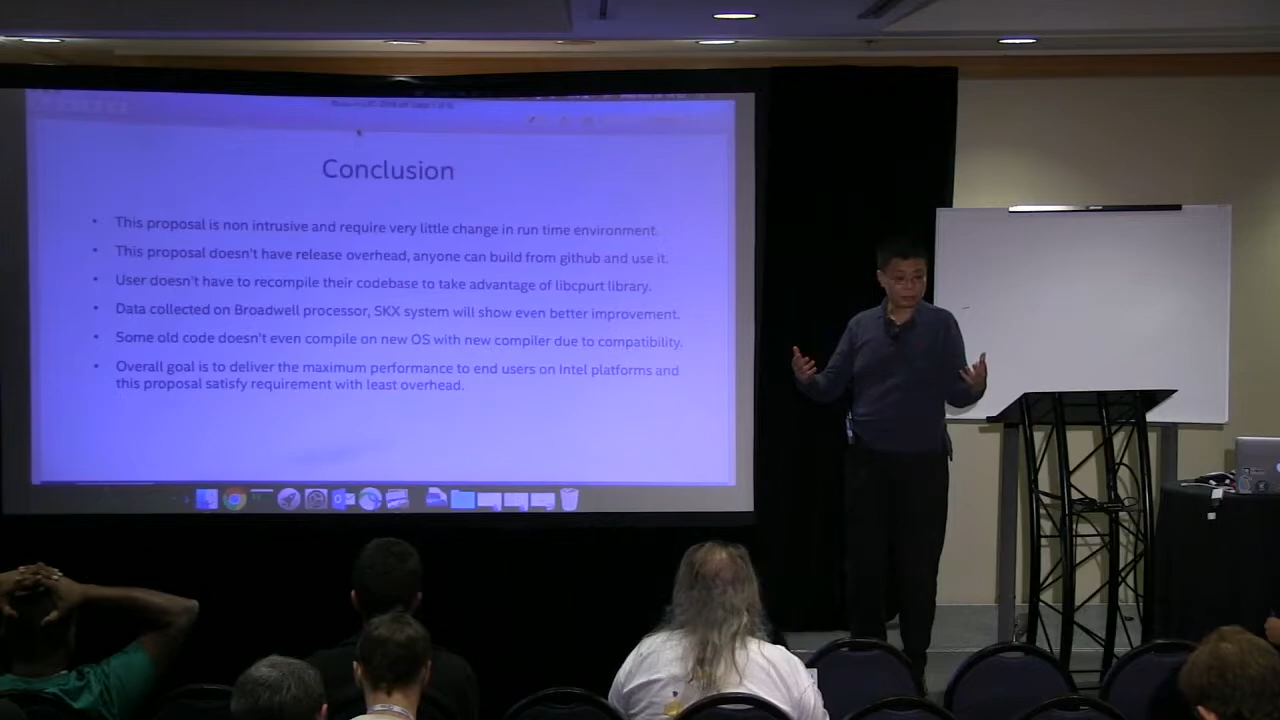 Conclusion
• This proposal is non intrusive and require very little change in run time environment.
• This proposal doesn't have release overhead, anyone can build from github and use it.
• User doesn't have to recompile their codebase to take advantage of libcpurt library.
• Data collected on Broadwell processor, SKX system will show even better improvement.
• Some old code doesn't even compile on new OS with new compiler due to compatibility.
• Overall goal is to deliver the maximum performance to end users on Intel platforms and
this proposal satisfy requirement with least overhead.